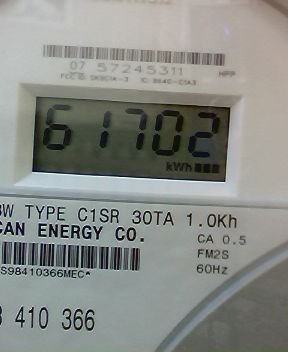 07 57245311
61702
kWh
TYPE C1SR 30TA 1.0Kh
CAN ENERGY CO.
CA 0.5
FM2S
S98410366MEC*
60Hz
410 366